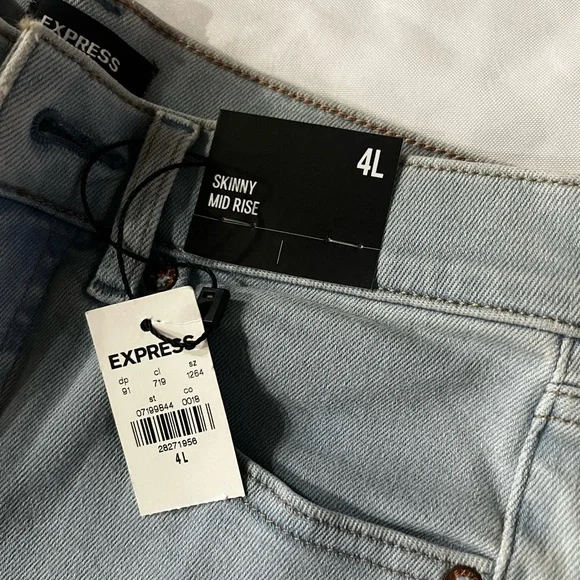 EXPRESS
4L
SKINNY
MID RISE
EXPRESS
dp cl sz
91 719 1264
st co
07199844 0018
28271956
4L